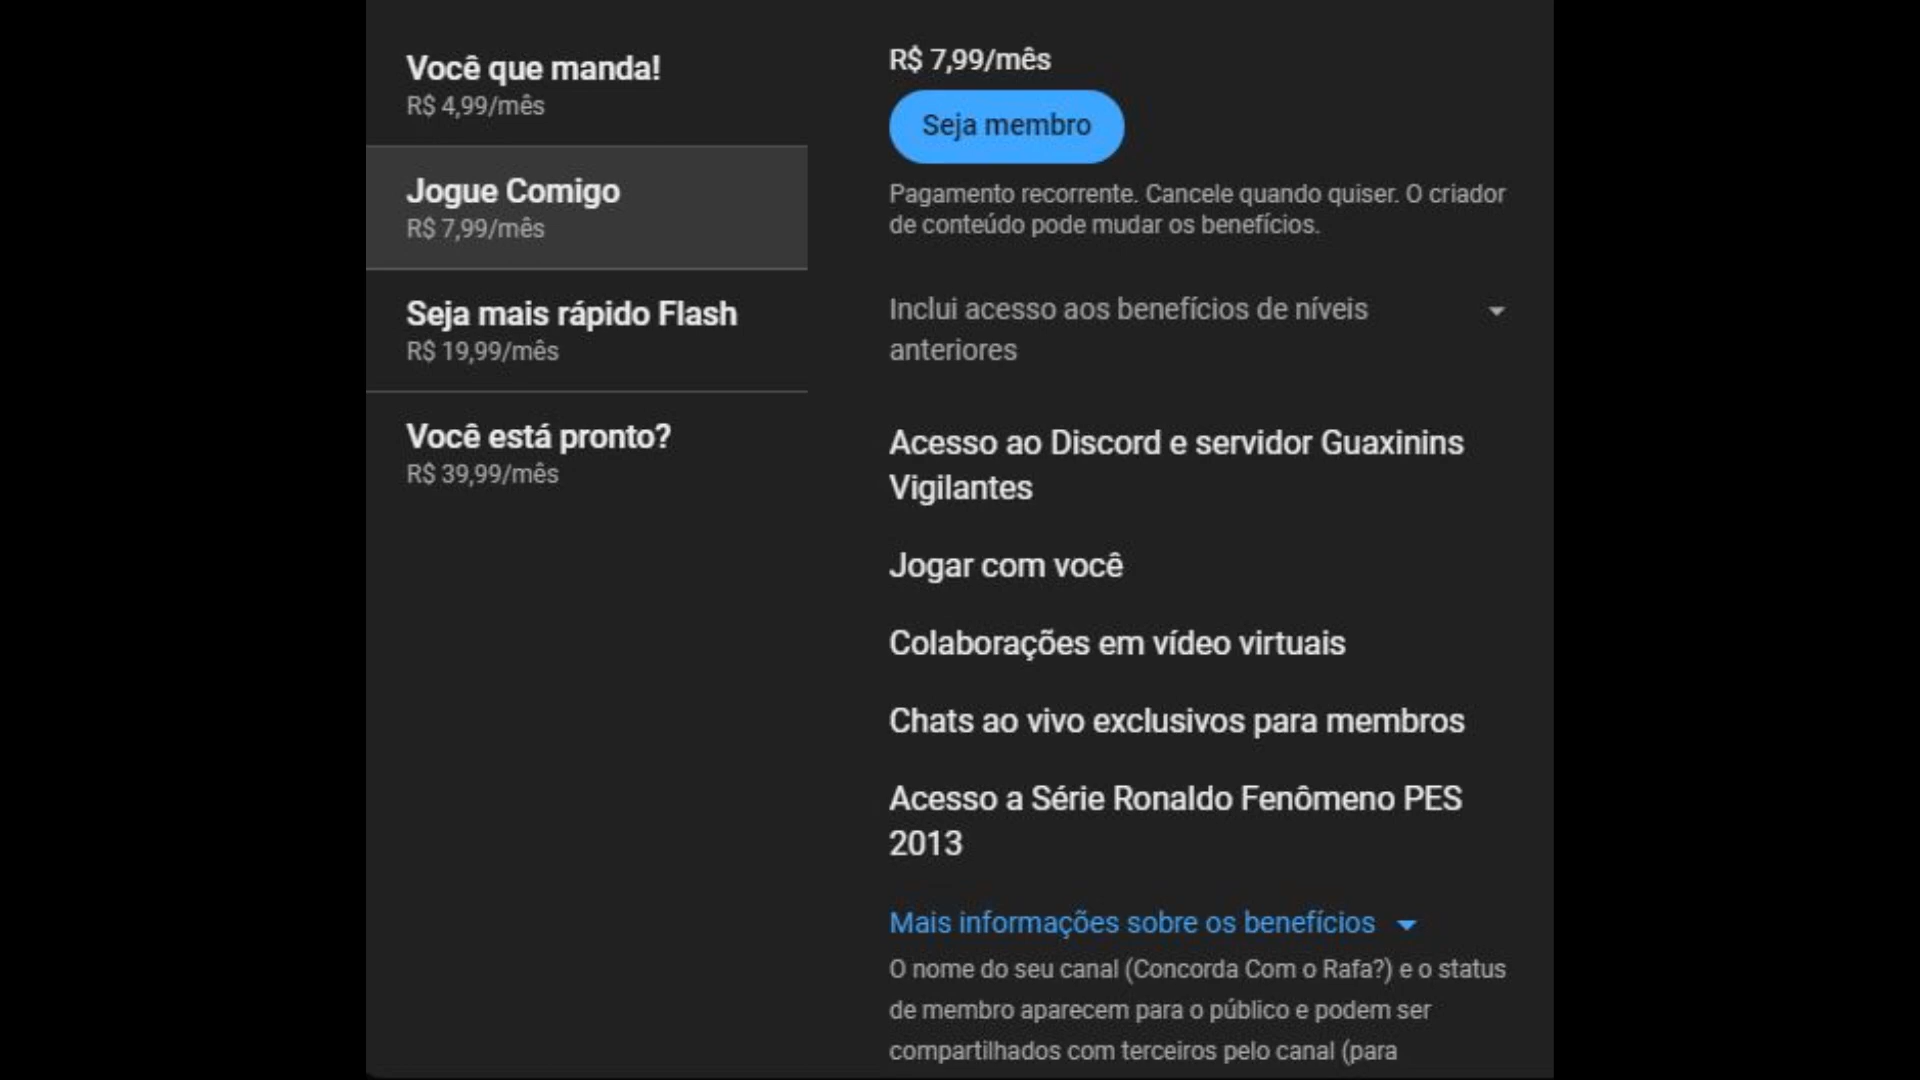 Você que manda!
R$ 4,99/mês
Jogue Comigo
R$ 7,99/mês
Seja mais rápido Flash
R$ 19,99/mês
Você está pronto?
R$ 39,99/mês
R$ 7,99/mês
Seja membro
Pagamento recorrente. Cancele quando quiser. O criador
de conteúdo pode mudar os benefícios.
Inclui acesso aos benefícios de níveis
anteriores
Acesso ao Discord e servidor Guaxinins
Vigilantes
Jogar com você
Colaborações em vídeo virtuais
Chats ao vivo exclusivos para membros
Acesso a Série Ronaldo Fenômeno PES
2013
Mais informações sobre os benefícios
O nome do seu canal (Concorda Com o Rafa?) e o status
de membro aparecem para o público e podem ser
compartilhados com terceiros pelo canal (para